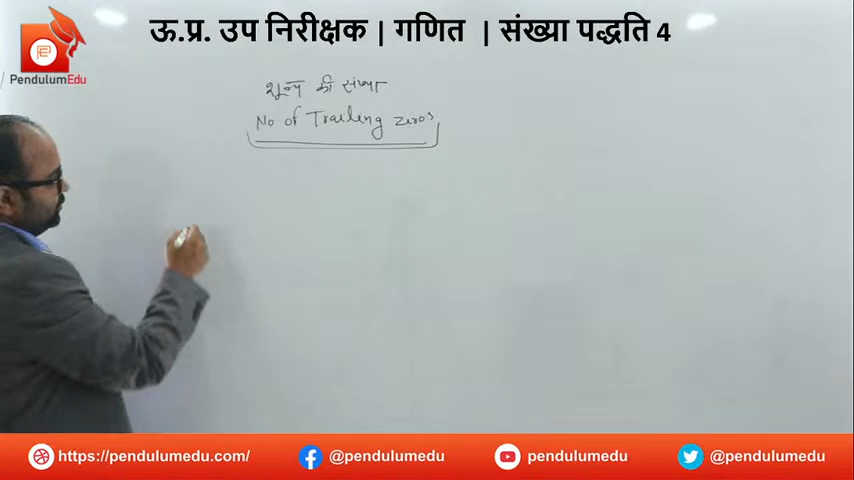 ऊ.प्र. उप निरीक्षक | गणित | संख्या पद्धति 4
PendulumEdu
शून्य की संख्या
No of Trailing zeros
https://pendulumedu.com/
@pendulumedu
pendulumedu
@pendulumedu